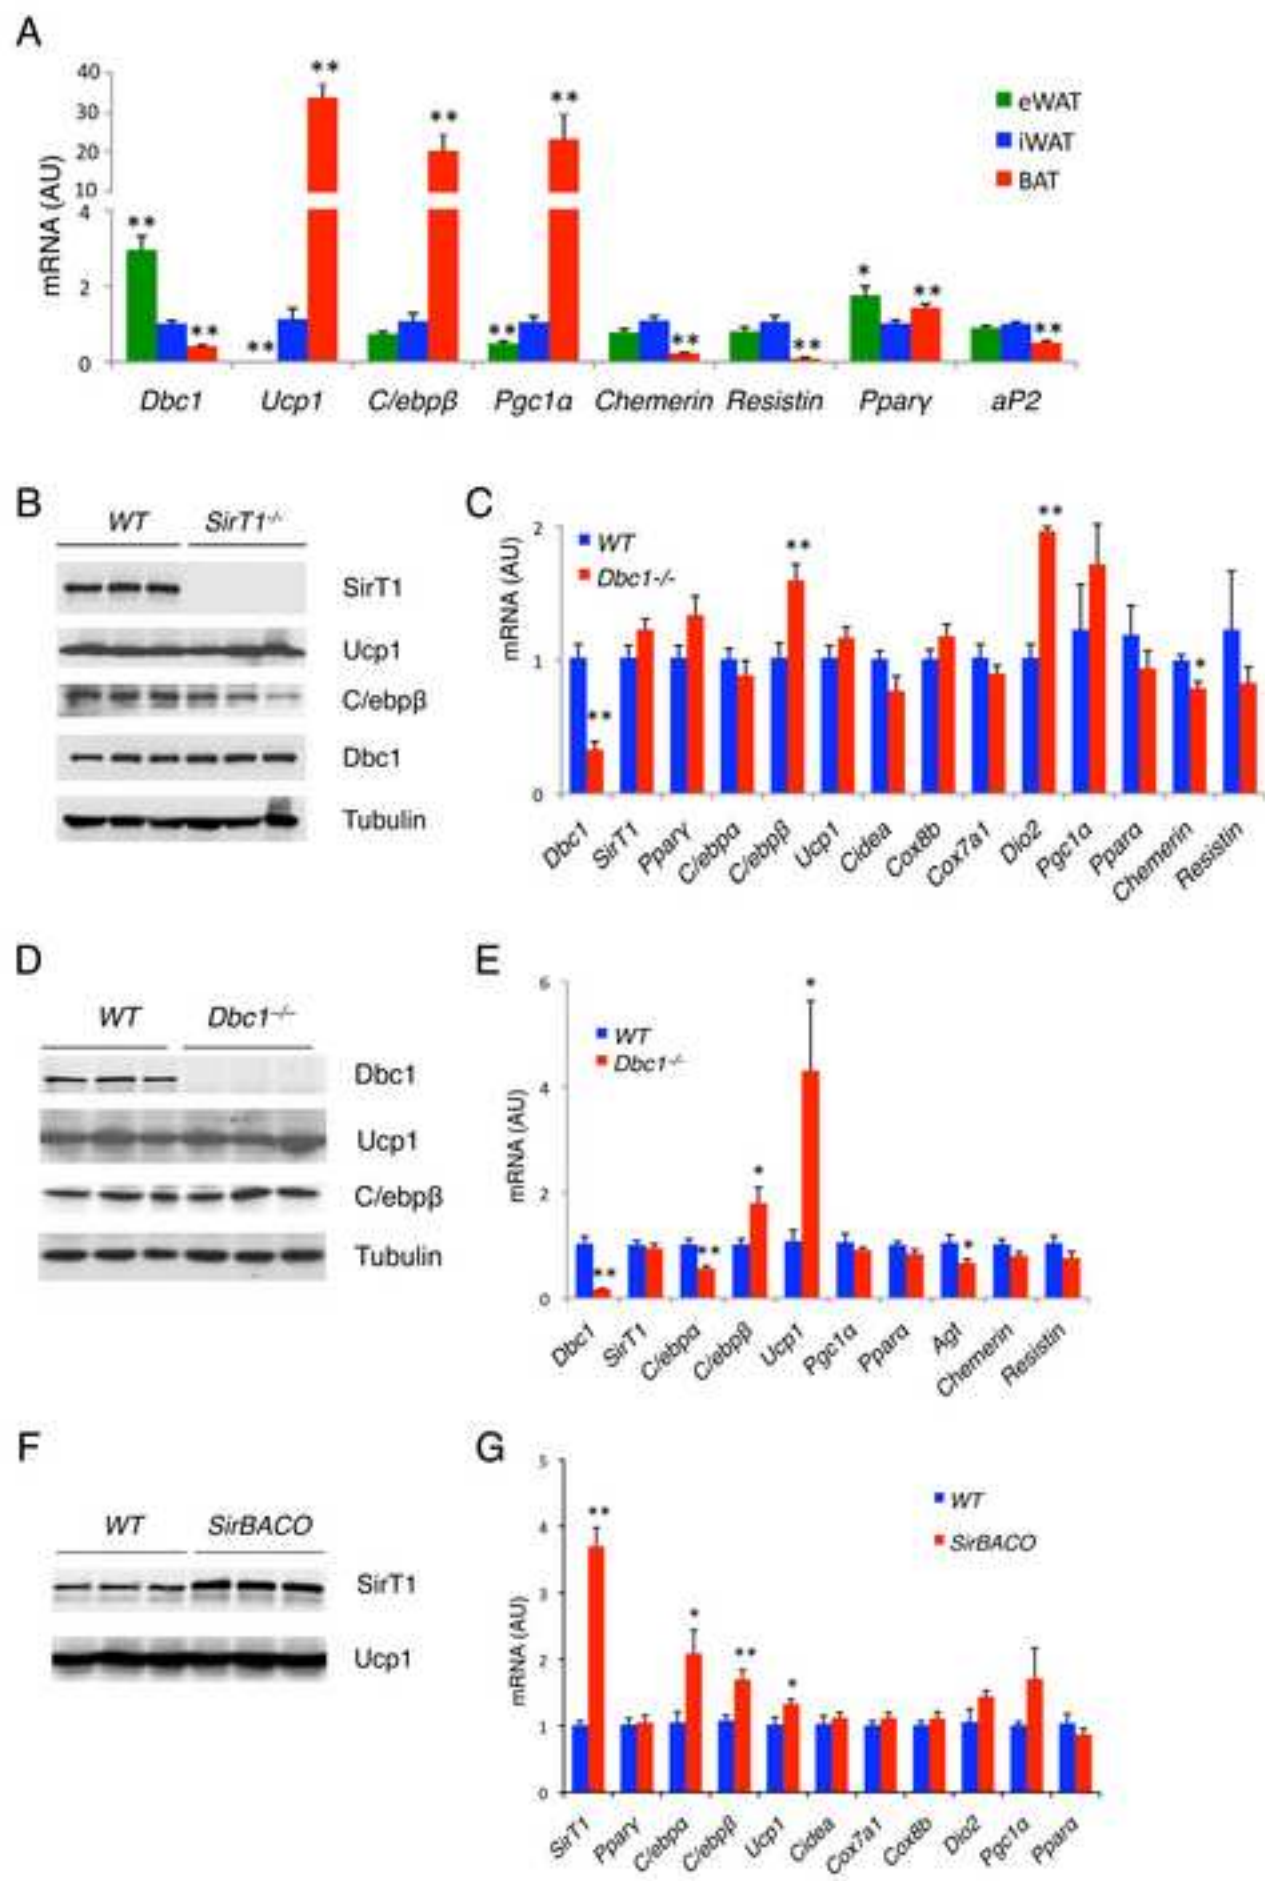 A
mRNA (AU)
40
30
20
10
4
2
0
** ** ** ** ** ** ** ** ** * ** **
eWAT
iWAT
BAT
Dbc1 Ucp1 C/ebpβ Pgc1α Chemerin Resistin Pparγ aP2
B
WT SirT1-/-
SirT1
Ucp1
C/ebpβ
Dbc1
Tubulin
C
mRNA (AU)
2
1
0
WT
Dbc1-/-
** ** ** *
Dbc1 SirT1 Pparγ C/ebpα C/ebpβ Ucp1 Cidea Cox8b Cox7a1 Dio2 Pgc1α Pparα Chemerin Resistin
D
WT Dbc1-/-
Dbc1
Ucp1
C/ebpβ
Tubulin
E
mRNA (AU)
6
4
2
0
WT
Dbc1-/-
** ** * * *
Dbc1 SirT1 C/ebpα C/ebpβ Ucp1 Pgc1α Pparα Agt Chemerin Resistin
F
WT SirBACO
SirT1
Ucp1
G
mRNA (AU)
5
4
3
2
1
0
WT
SirBACO
** * ** *
SirT1 Pparγ C/ebpα C/ebpβ Ucp1 Cidea Cox7a1 Cox8b Dio2 Pgc1α Pparα